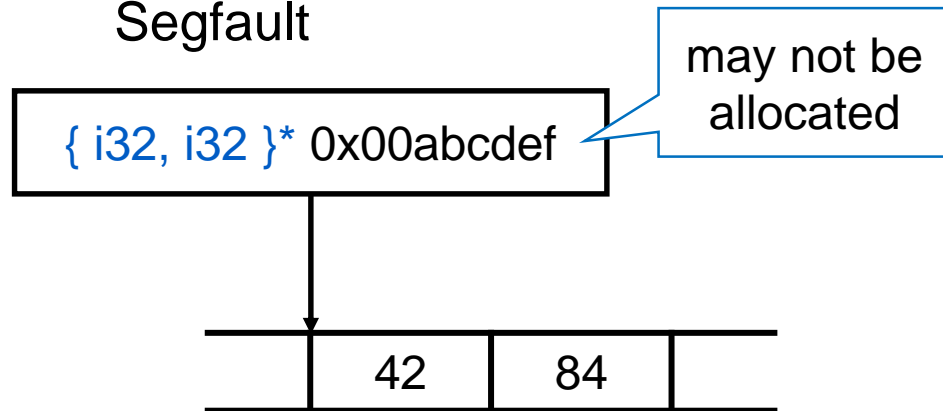 Segfault
may not be
allocated
{ i32, i32 }* 0x00abcdef
42 84